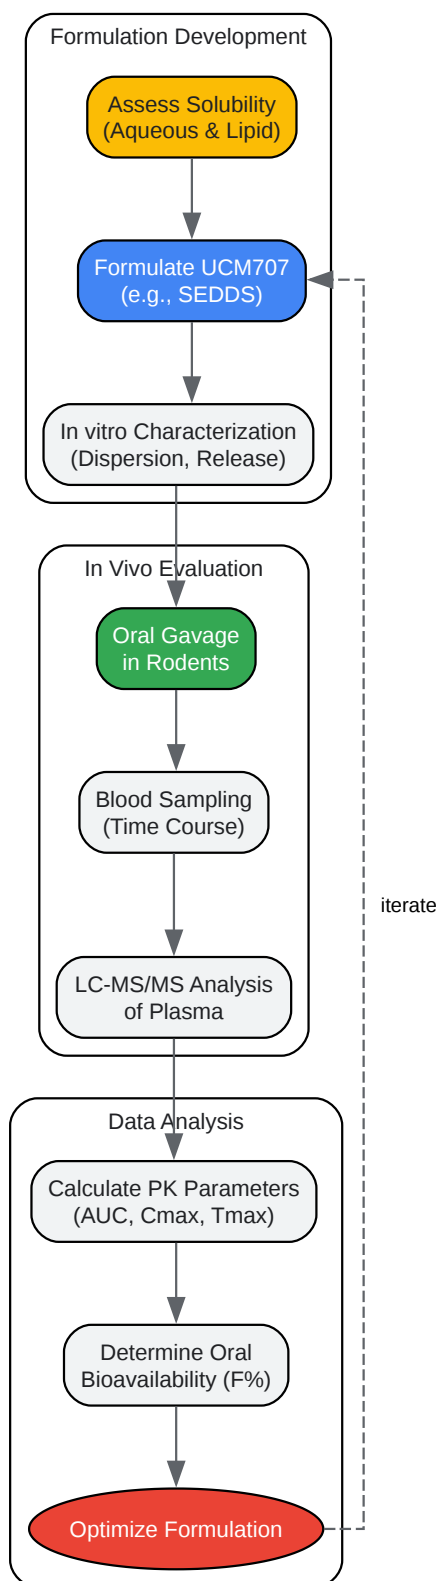 Formulation Development
Assess Solubility
(Aqueous & Lipid)
Formulate UCM707
(e.g., SEDDS)
In vitro Characterization
(Dispersion, Release)
In Vivo Evaluation
Oral Gavage
in Rodents
Blood Sampling
(Time Course)
iterate
LC-MS/MS Analysis
of Plasma
Data Analysis
Calculate PK Parameters
(AUC, Cmax, Tmax)
Determine Oral
Bioavailability (F%)
Optimize Formulation